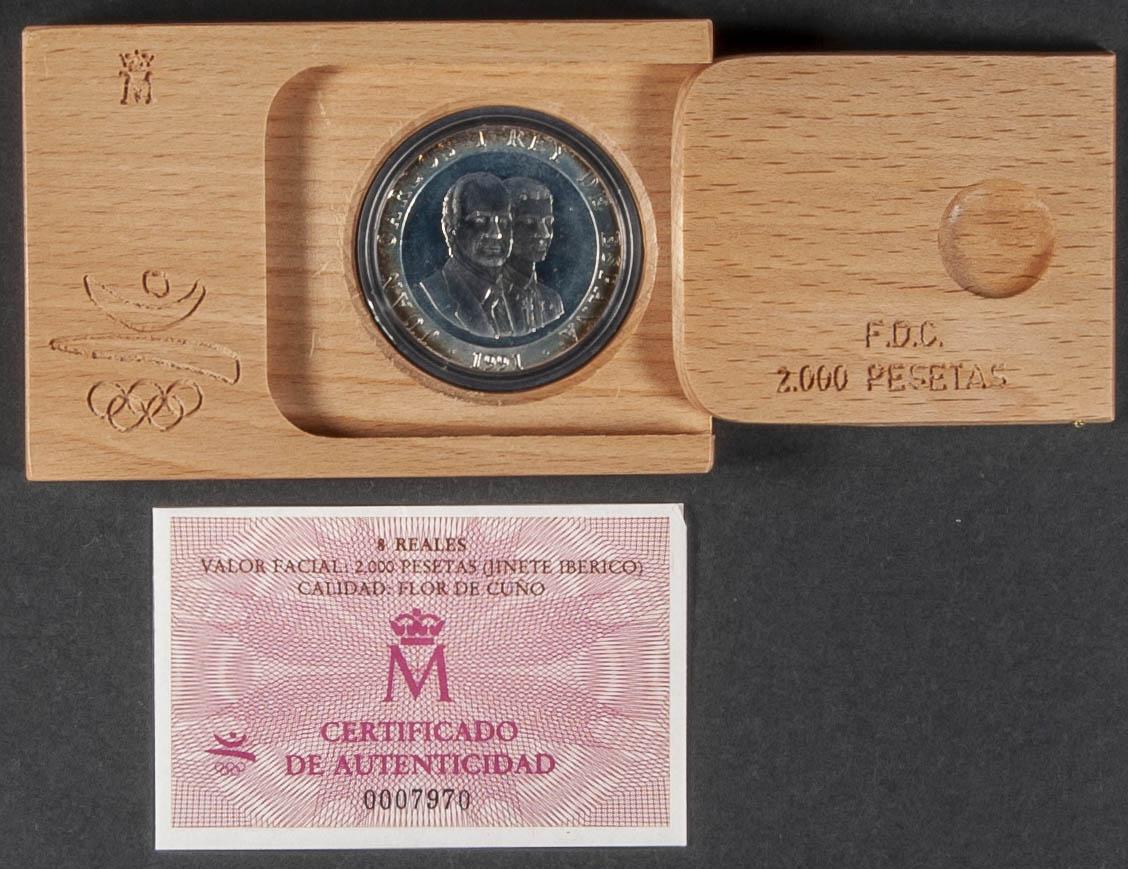 M
JUAN CARLOS I REY DE ESPAÑA
· 1991 ·
F.D.C.
2.000 PESETAS
8 REALES
VALOR FACIAL: 2.000 PESETAS (JINETE IBERICO)
CALIDAD: FLOR DE CUÑO
M
CERTIFICADO
DE AUTENTICIDAD
0007970